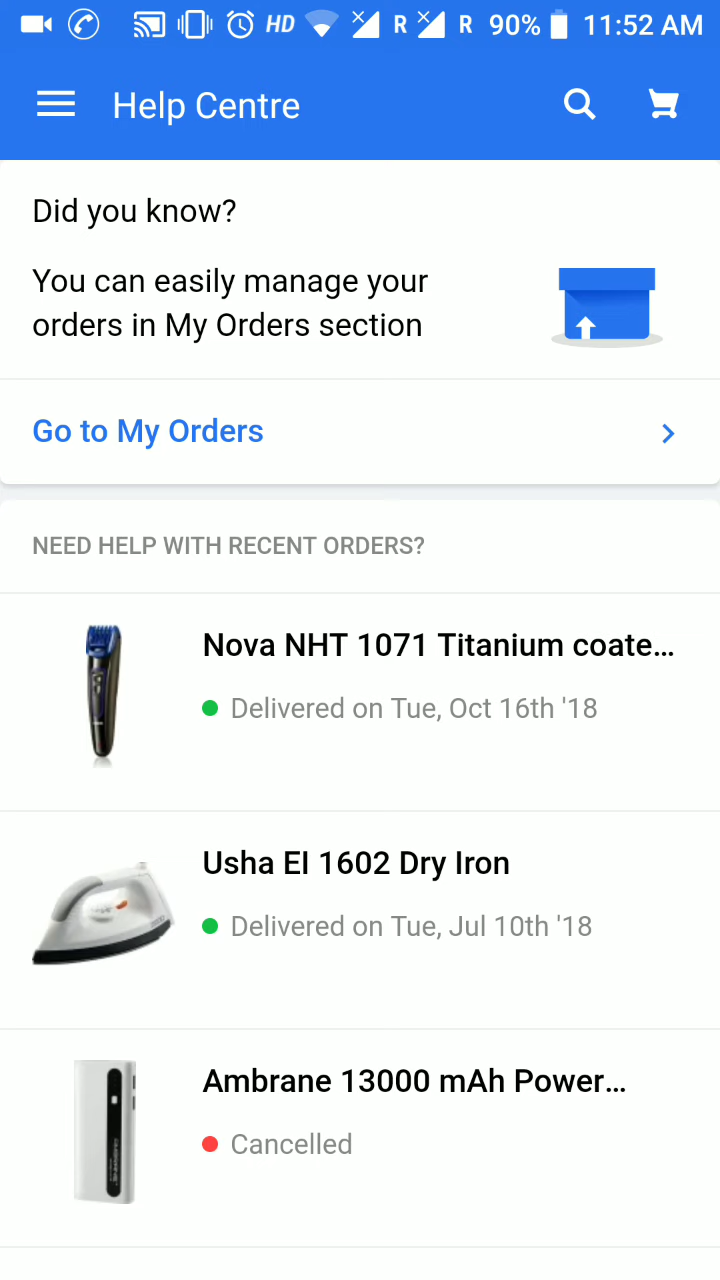 HD R R 90% 11:52 AM
Help Centre
Did you know?
You can easily manage your
orders in My Orders section
Go to My Orders
NEED HELP WITH RECENT ORDERS?
Nova NHT 1071 Titanium coate...
Delivered on Tue, Oct 16th '18
Usha EI 1602 Dry Iron
Delivered on Tue, Jul 10th '18
Ambrane 13000 mAh Power...
Cancelled